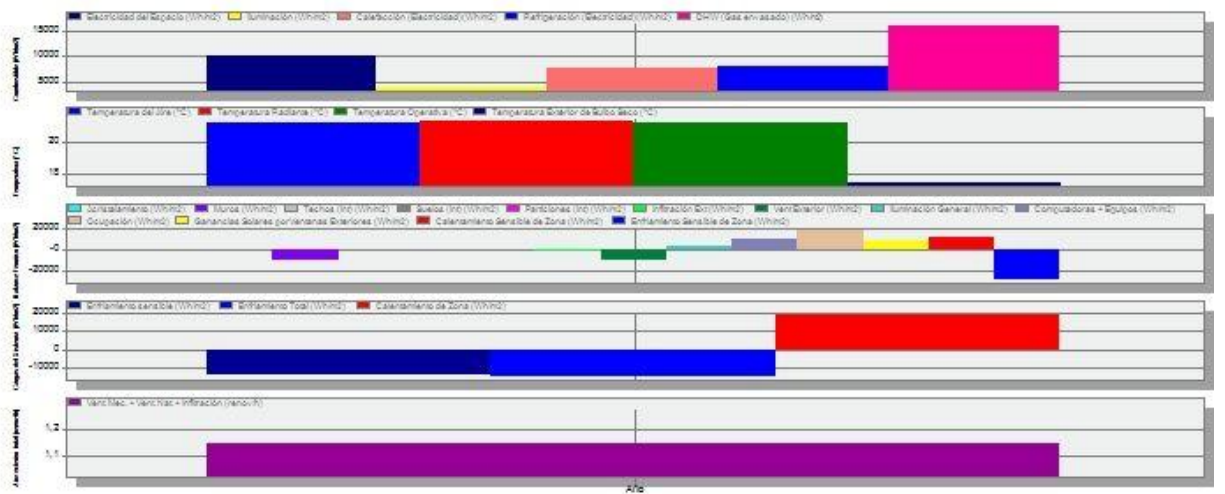 Electricidad del Espacio (Wh/m2) Iluminación (Wh/m2) Calefacción (Electricidad) (Wh/m2) Refrigeración (Electricidad) (Wh/m2) DHW (Gas envasado) (Wh/m2)
15000
10000
5000
Temperatura del Aire (°C) Temperatura Radiante (°C) Temperatura Operativa (°C) Temperatura Exterior de Bulbo Seco (°C)
Temperatura (°C)
20
15
Acristalamiento (Wh/m2) Muros (Wh/m2) Techos (int) (Wh/m2) Suelos (int) (Wh/m2) Particiones (int) (Wh/m2) Infiltración Ext (Wh/m2) Vent Exterior (Wh/m2) Iluminación General (Wh/m2) Computadoras + Equipos (Wh/m2)
Ocupación (Wh/m2) Ganancias Solares por Ventanas Exteriores (Wh/m2) Calentamiento Sensible de Zona (Wh/m2) Enfriamiento Sensible de Zona (Wh/m2)
20000
-0
-20000
Enfriamiento sensible (Wh/m2) Enfriamiento Total (Wh/m2) Calentamiento de Zona (Wh/m2)
20000
10000
0
-10000
Vent Mec. + Vent Nat + Infiltración (renov/h)
1,2
1,1
Año